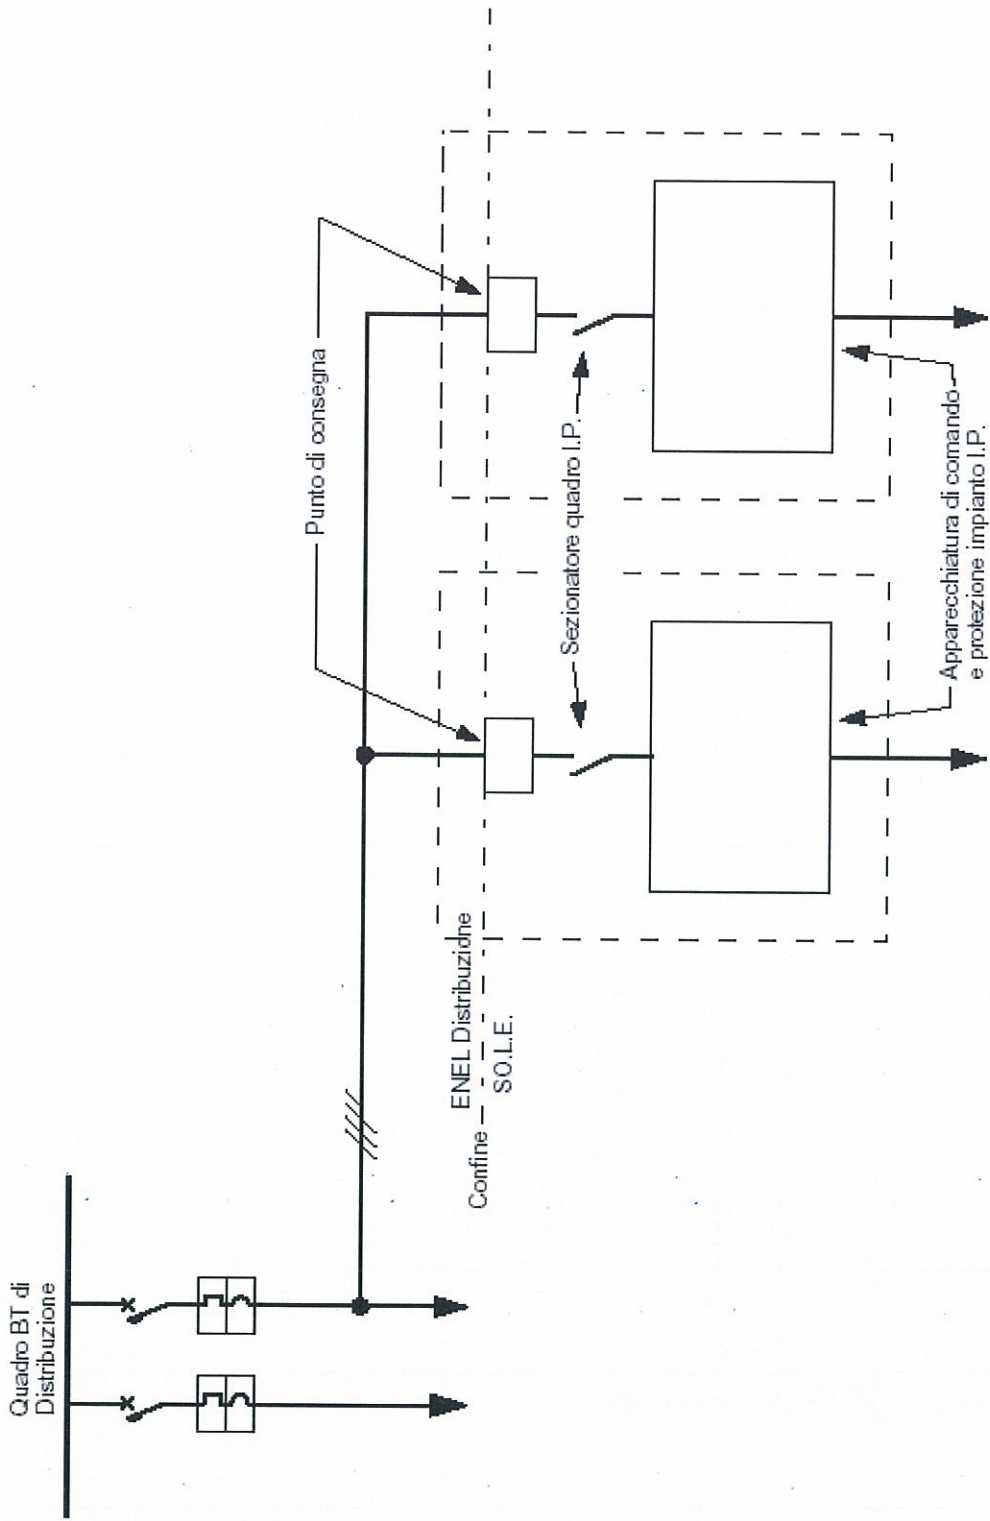 Quadro BT di
Distribuzione
Confine
ENEL Distribuzione
SO.L.E.
Punto di consegna
Sezionatore quadro I.P.
Apparecchiatura di comando
e protezione impianto I.P.